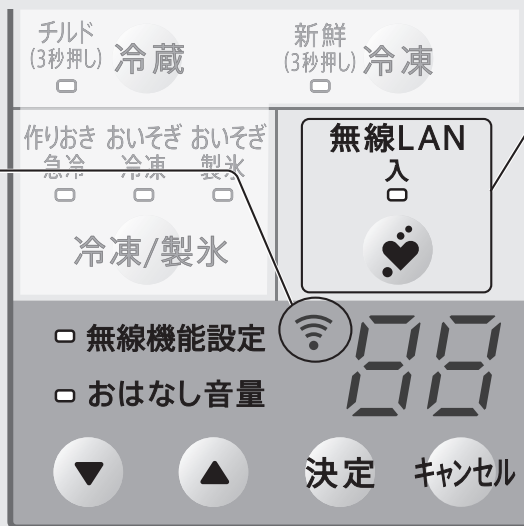 チルド
(3秒押し)
冷蔵
新鮮
(3秒押し)
冷凍
作りおき
急冷
おいそぎ
冷凍
おいそぎ
製氷
冷凍/製氷
無線LAN
入
無線機能設定
おはなし音量
88
▼
▲
決定
キャンセル